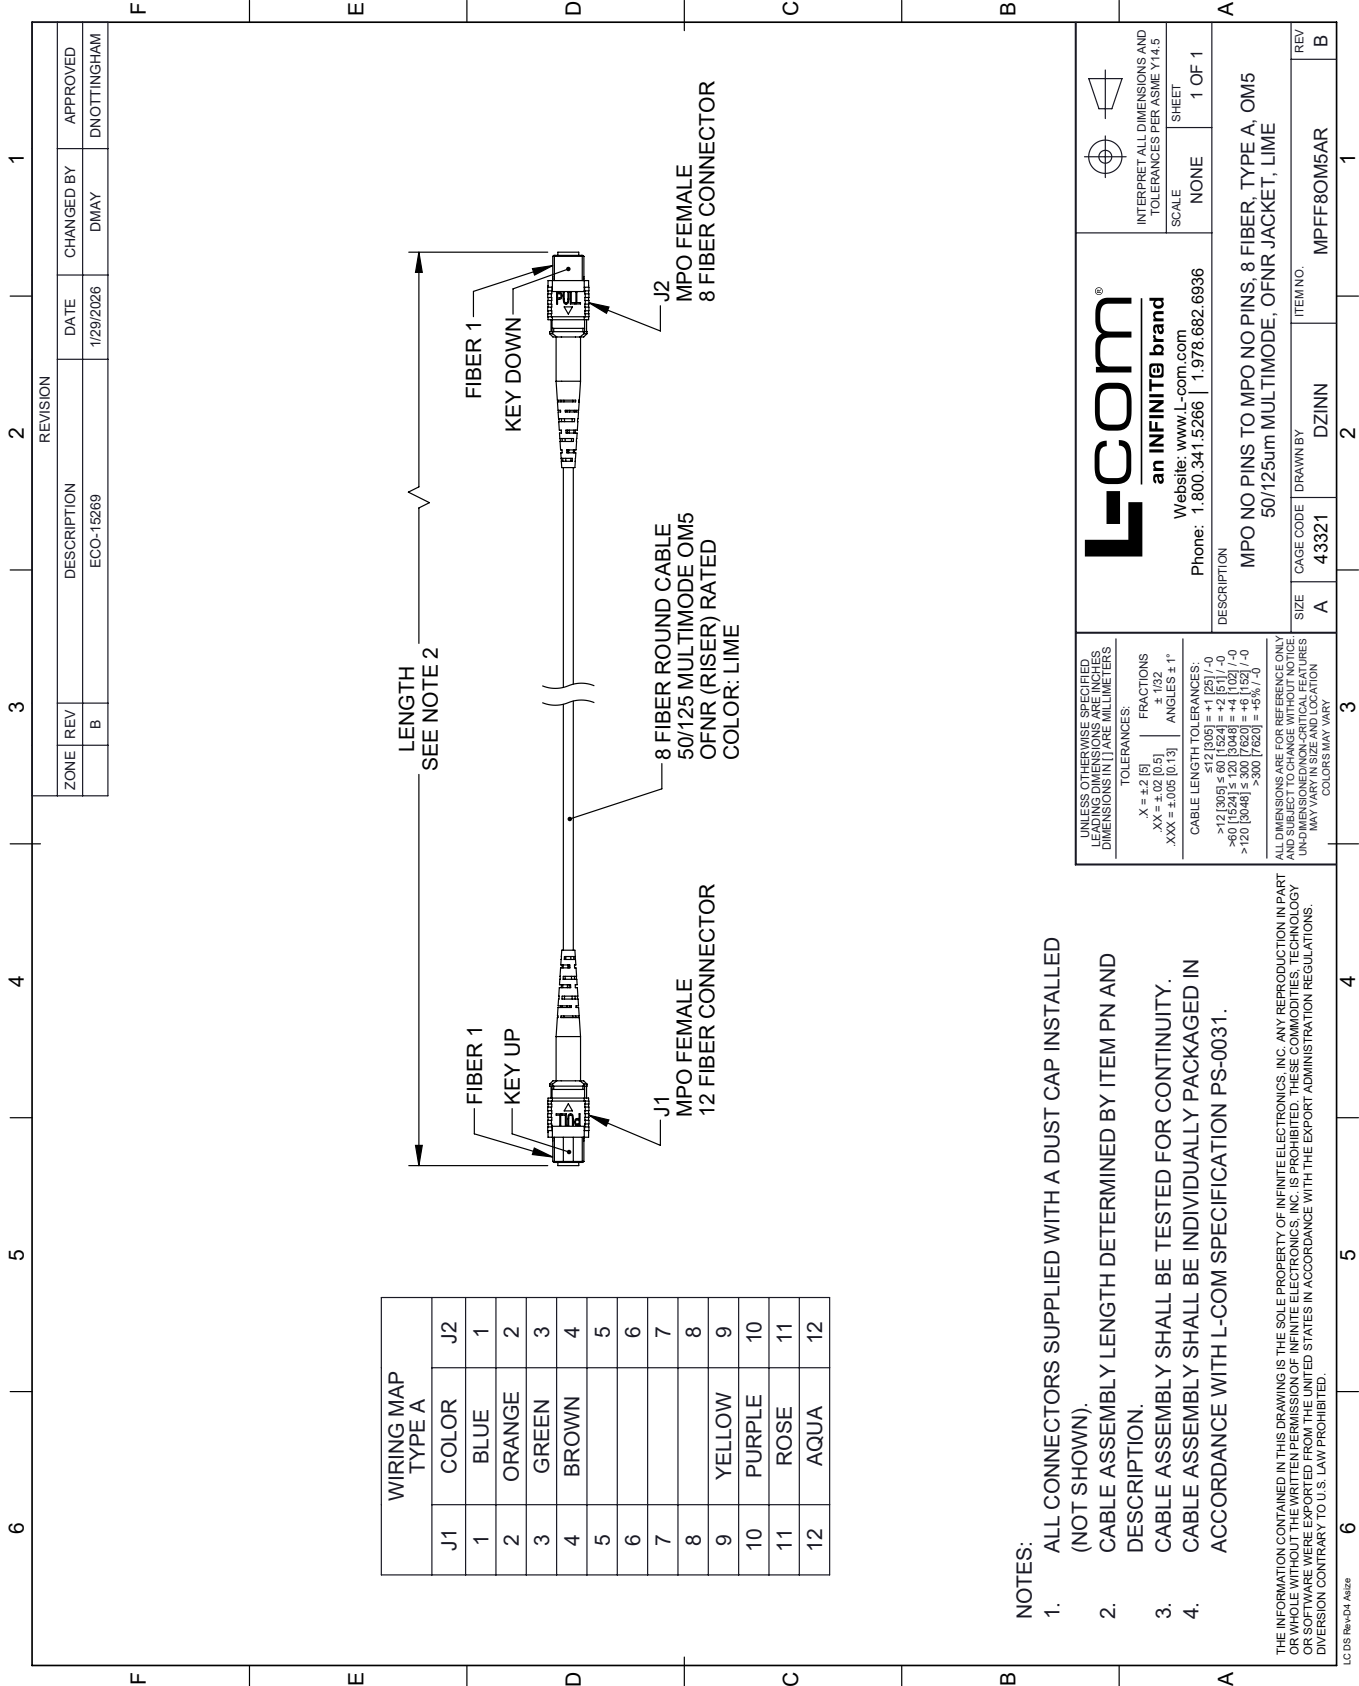 REVISION
ZONE REV DESCRIPTION DATE CHANGED BY APPROVED
B ECO-15269 1/29/2026 DMAY DNOTTINGHAM
6 5 4 3 2 1
F
E
D
C
B
A
LENGTH
SEE NOTE 2
FIBER 1
KEY UP
PULL
J1
MPO FEMALE
12 FIBER CONNECTOR
FIBER 1
KEY DOWN
PULL
J2
MPO FEMALE
8 FIBER CONNECTOR
8 FIBER ROUND CABLE
50/125 MULTIMODE OM5
OFNR (RISER) RATED
COLOR: LIME
WIRING MAP
TYPE A
J1 COLOR J2
1 BLUE 1
2 ORANGE 2
3 GREEN 3
4 BROWN 4
5 5
6 6
7 7
8 8
9 YELLOW 9
10 PURPLE 10
11 ROSE 11
12 AQUA 12
NOTES:
1. ALL CONNECTORS SUPPLIED WITH A DUST CAP INSTALLED
(NOT SHOWN).
2. CABLE ASSEMBLY LENGTH DETERMINED BY ITEM PN AND
DESCRIPTION.
3. CABLE ASSEMBLY SHALL BE TESTED FOR CONTINUITY.
4. CABLE ASSEMBLY SHALL BE INDIVIDUALLY PACKAGED IN
ACCORDANCE WITH L-COM SPECIFICATION PS-0031.
THE INFORMATION CONTAINED IN THIS DRAWING IS THE SOLE PROPERTY OF INFINITE ELECTRONICS, INC. ANY REPRODUCTION IN PART
OR WHOLE WITHOUT THE WRITTEN PERMISSION OF INFINITE ELECTRONICS, INC. IS PROHIBITED. THESE COMMODITIES, TECHNOLOGY
OR SOFTWARE WERE EXPORTED FROM THE UNITED STATES IN ACCORDANCE WITH THE EXPORT ADMINISTRATION REGULATIONS.
DIVERSION CONTRARY TO U.S. LAW PROHIBITED.
UNLESS OTHERWISE SPECIFIED
LEADING DIMENSIONS ARE INCHES
DIMENSIONS IN [ ] ARE MILLIMETERS
TOLERANCES:
.X = ±.2 [5]
.XX = ±.02 [0.5]
.XXX = ±.005 [0.13]
FRACTIONS
± 1/32
ANGLES ± 1°
CABLE LENGTH TOLERANCES:
≤12 [305] = +1 [25] / -0
>12 [305] ≤ 60 [1524] = +2 [51] / -0
>60 [1524] ≤ 120 [3048] = +4 [102] / -0
>120 [3048] ≤ 300 [7620] = +6 [152] / -0
>300 [7620] = +5% / -0
ALL DIMENSIONS ARE FOR REFERENCE ONLY
AND SUBJECT TO CHANGE WITHOUT NOTICE.
UN-DIMENSIONED/NON-CRITICAL FEATURES
MAY VARY IN SIZE AND LOCATION
COLORS MAY VARY
L-com®
an INFINIT@ brand
Website: www.L-com.com
Phone: 1.800.341.5266 | 1.978.682.6936
INTERPRET ALL DIMENSIONS AND
TOLERANCES PER ASME Y14.5
SCALE NONE
SHEET 1 OF 1
DESCRIPTION
MPO NO PINS TO MPO NO PINS, 8 FIBER, TYPE A, OM5
50/125um MULTIMODE, OFNR JACKET, LIME
SIZE A
CAGE CODE 43321
DRAWN BY DZINN
ITEM NO. MPFF8OM5AR
REV B
6 5 4 3 2 1
F
E
D
C
B
A
LC DS Rev-D4 Asize